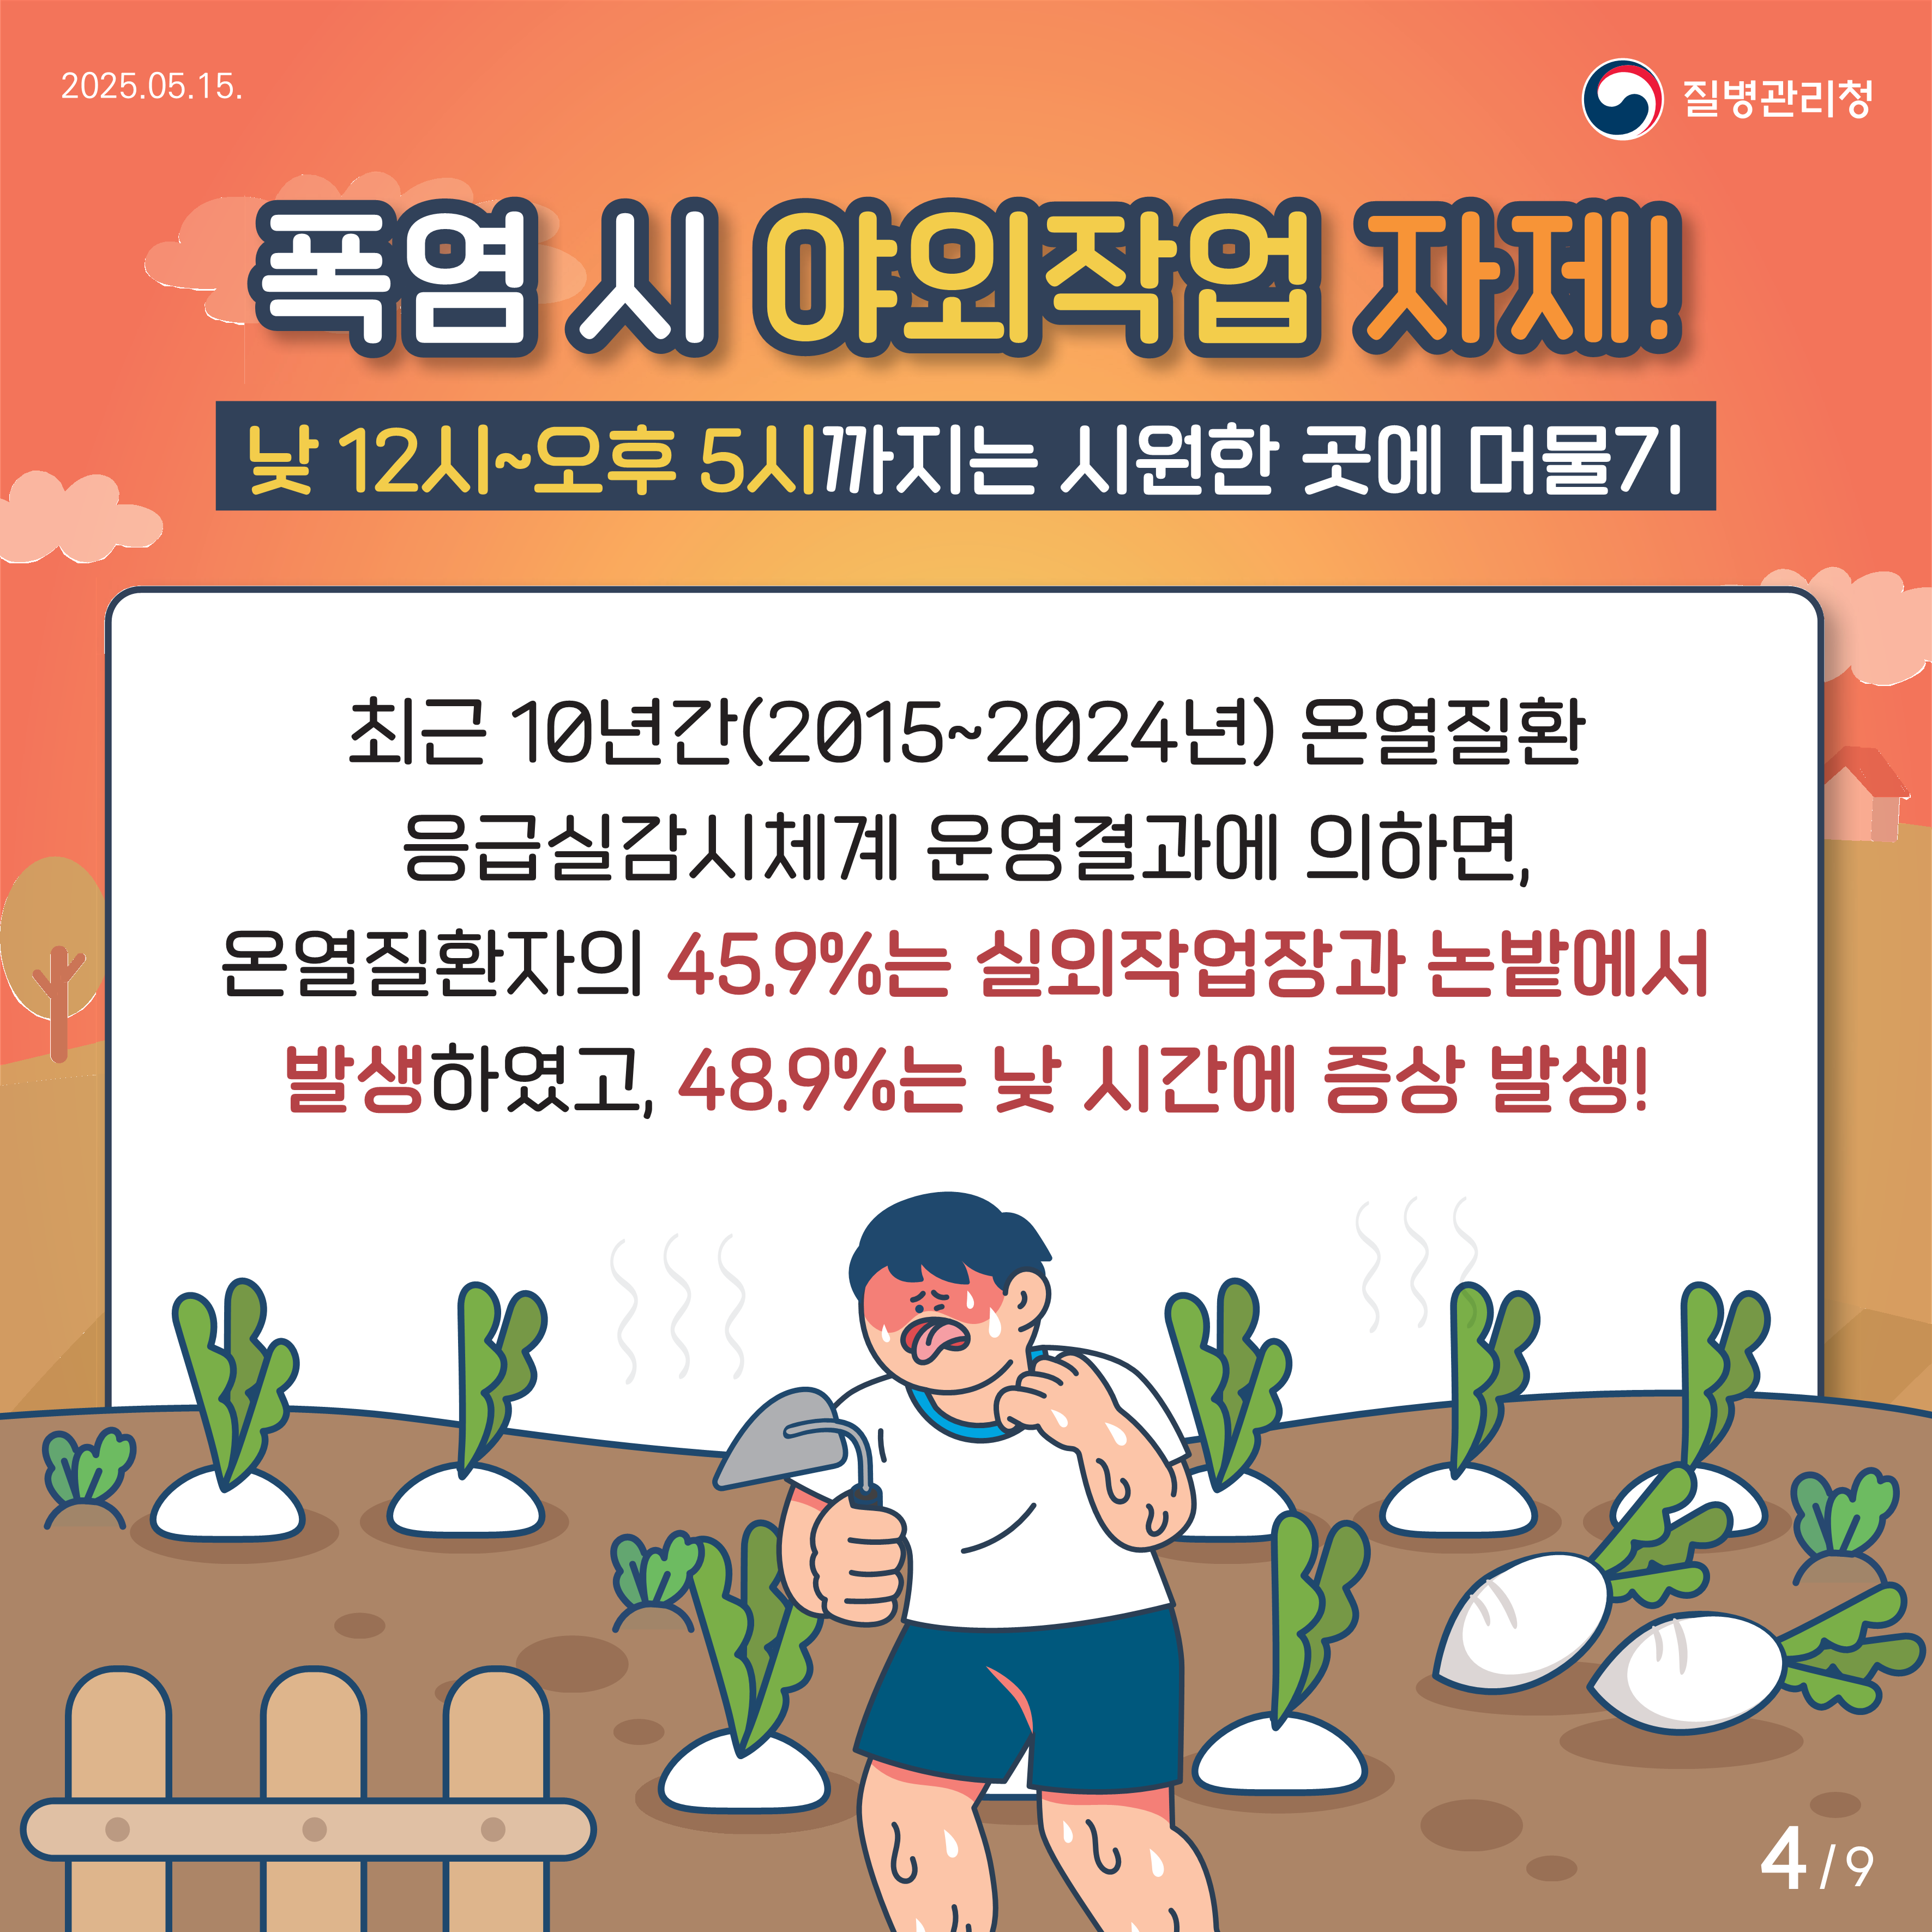 2025.05.15.
질병관리청
폭염 시 야외작업 자제!
낮 12시~오후 5시까지는 시원한 곳에 머물기
최근 10년간(2015~2024년) 온열질환
응급실감시체계 운영결과에 의하면,
온열질환자의 45.9%는 실외작업장과 논밭에서
발생하였고, 48.9%는 낮 시간에 증상 발생!
4 / 9